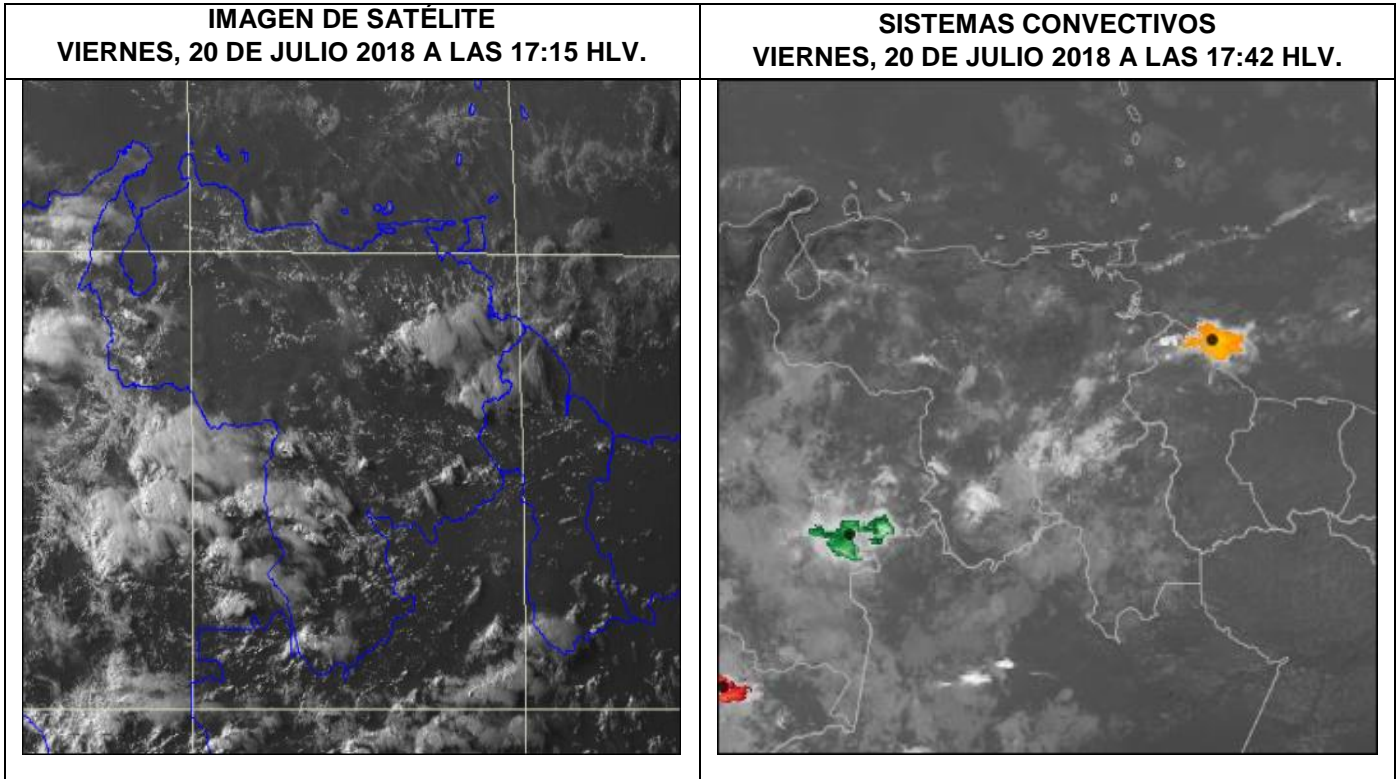 IMAGEN DE SATÉLITE
VIERNES, 20 DE JULIO 2018 A LAS 17:15 HLV.
SISTEMAS CONVECTIVOS
VIERNES, 20 DE JULIO 2018 A LAS 17:42 HLV.